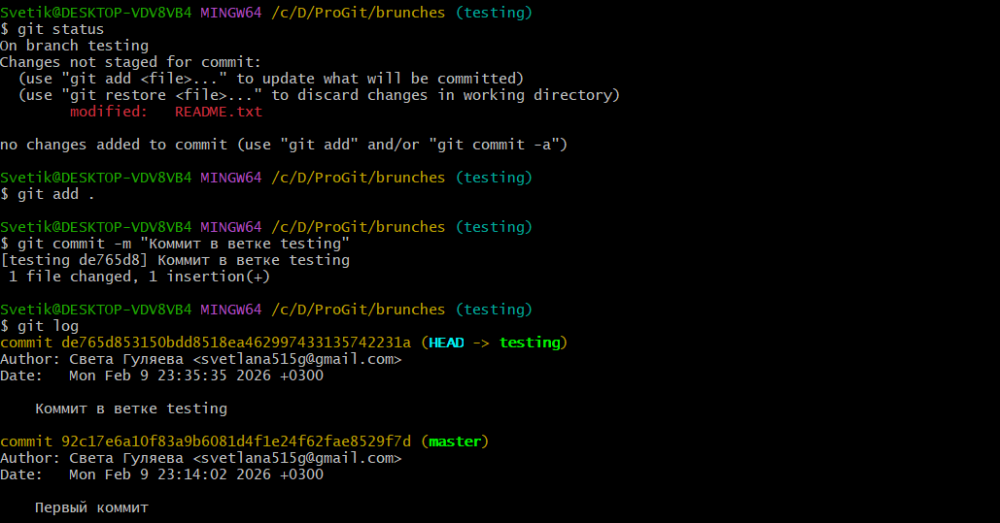 Svetik@DESKTOP-VDV8VB4 MINGW64 /c/D/ProGit/brunches (testing)
$ git status
On branch testing
Changes not staged for commit:
  (use "git add <file>..." to update what will be committed)
  (use "git restore <file>..." to discard changes in working directory)
        modified:   README.txt

no changes added to commit (use "git add" and/or "git commit -a")

Svetik@DESKTOP-VDV8VB4 MINGW64 /c/D/ProGit/brunches (testing)
$ git add .

Svetik@DESKTOP-VDV8VB4 MINGW64 /c/D/ProGit/brunches (testing)
$ git commit -m "Коммит в ветке testing"
[testing de765d8] Коммит в ветке testing
 1 file changed, 1 insertion(+)

Svetik@DESKTOP-VDV8VB4 MINGW64 /c/D/ProGit/brunches (testing)
$ git log
commit de765d853150bdd8518ea462997433135742231a (HEAD -> testing)
Author: Света Гуляева <svetlana515g@gmail.com>
Date:   Mon Feb 9 23:35:35 2026 +0300

    Коммит в ветке testing

commit 92c17e6a10f83a9b6081d4f1e24f62fae8529f7d (master)
Author: Света Гуляева <svetlana515g@gmail.com>
Date:   Mon Feb 9 23:14:02 2026 +0300

    Первый коммит